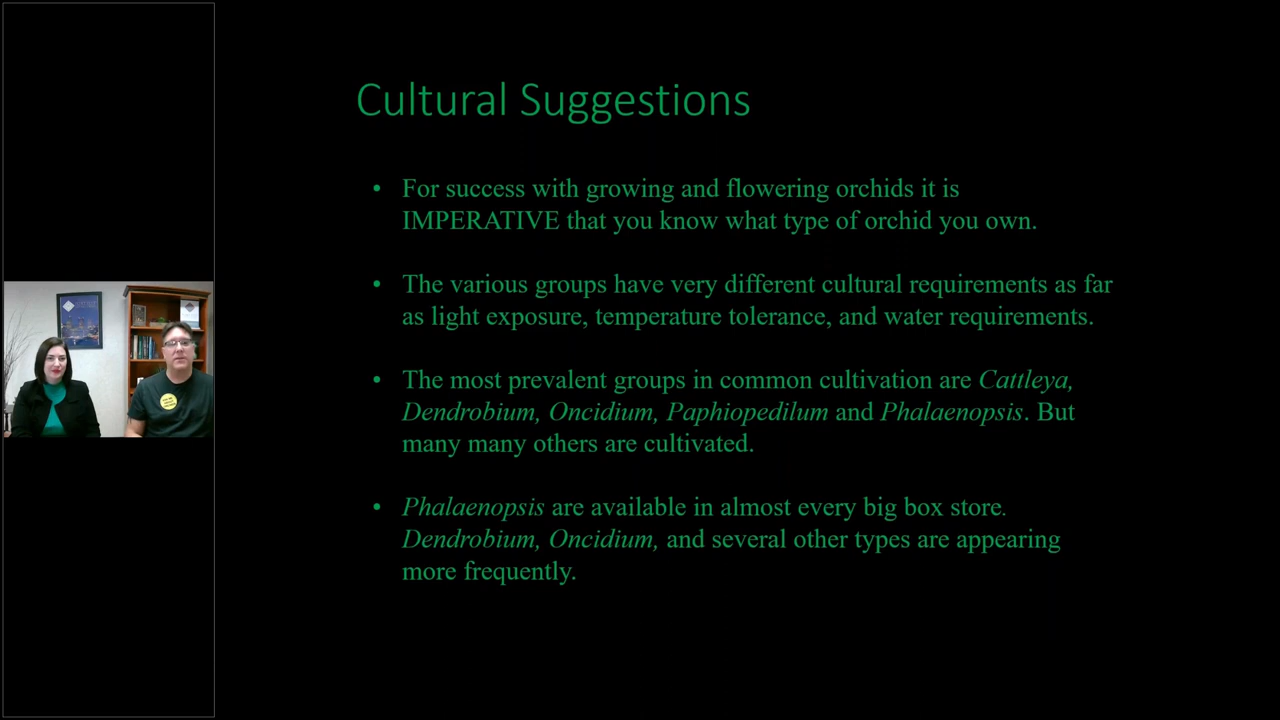 Cultural Suggestions
• For success with growing and flowering orchids it is
IMPERATIVE that you know what type of orchid you own.
• The various groups have very different cultural requirements as far
as light exposure, temperature tolerance, and water requirements.
• The most prevalent groups in common cultivation are Cattleya,
Dendrobium, Oncidium, Paphiopedilum and Phalaenopsis. But
many many others are cultivated.
• Phalaenopsis are available in almost every big box store.
Dendrobium, Oncidium, and several other types are appearing
more frequently.